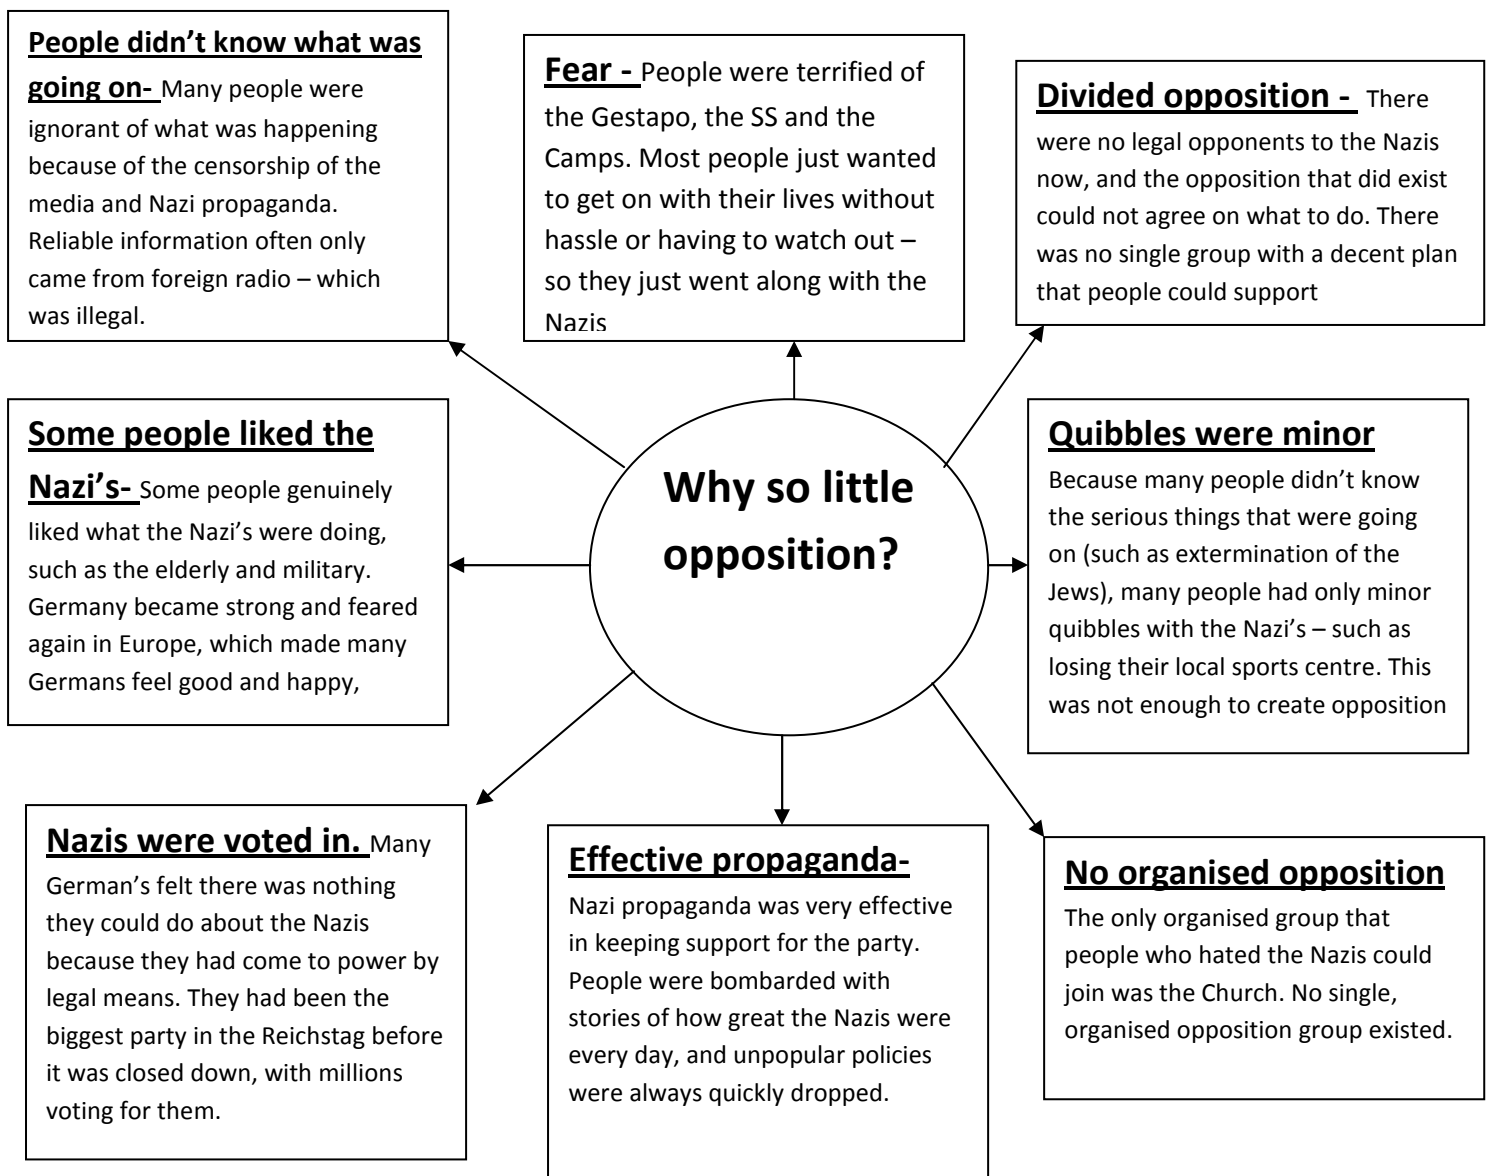 People didn’t know what was
going on- Many people were
ignorant of what was happening
because of the censorship of the
media and Nazi propaganda.
Reliable information often only
came from foreign radio – which
was illegal.
Fear - People were terrified of
the Gestapo, the SS and the
Camps. Most people just wanted
to get on with their lives without
hassle or having to watch out –
so they just went along with the
Nazis
Divided opposition - There
were no legal opponents to the Nazis
now, and the opposition that did exist
could not agree on what to do. There
was no single group with a decent plan
that people could support
Some people liked the
Nazi’s- Some people genuinely
liked what the Nazi’s were doing,
such as the elderly and military.
Germany became strong and feared
again in Europe, which made many
Germans feel good and happy,
Why so little
opposition?
Quibbles were minor
Because many people didn’t know
the serious things that were going
on (such as extermination of the
Jews), many people had only minor
quibbles with the Nazi’s – such as
losing their local sports centre. This
was not enough to create opposition
Nazis were voted in. Many
German’s felt there was nothing
they could do about the Nazis
because they had come to power by
legal means. They had been the
biggest party in the Reichstag before
it was closed down, with millions
voting for them.
Effective propaganda-
Nazi propaganda was very effective
in keeping support for the party.
People were bombarded with
stories of how great the Nazis were
every day, and unpopular policies
were always quickly dropped.
No organised opposition
The only organised group that
people who hated the Nazis could
join was the Church. No single,
organised opposition group existed.